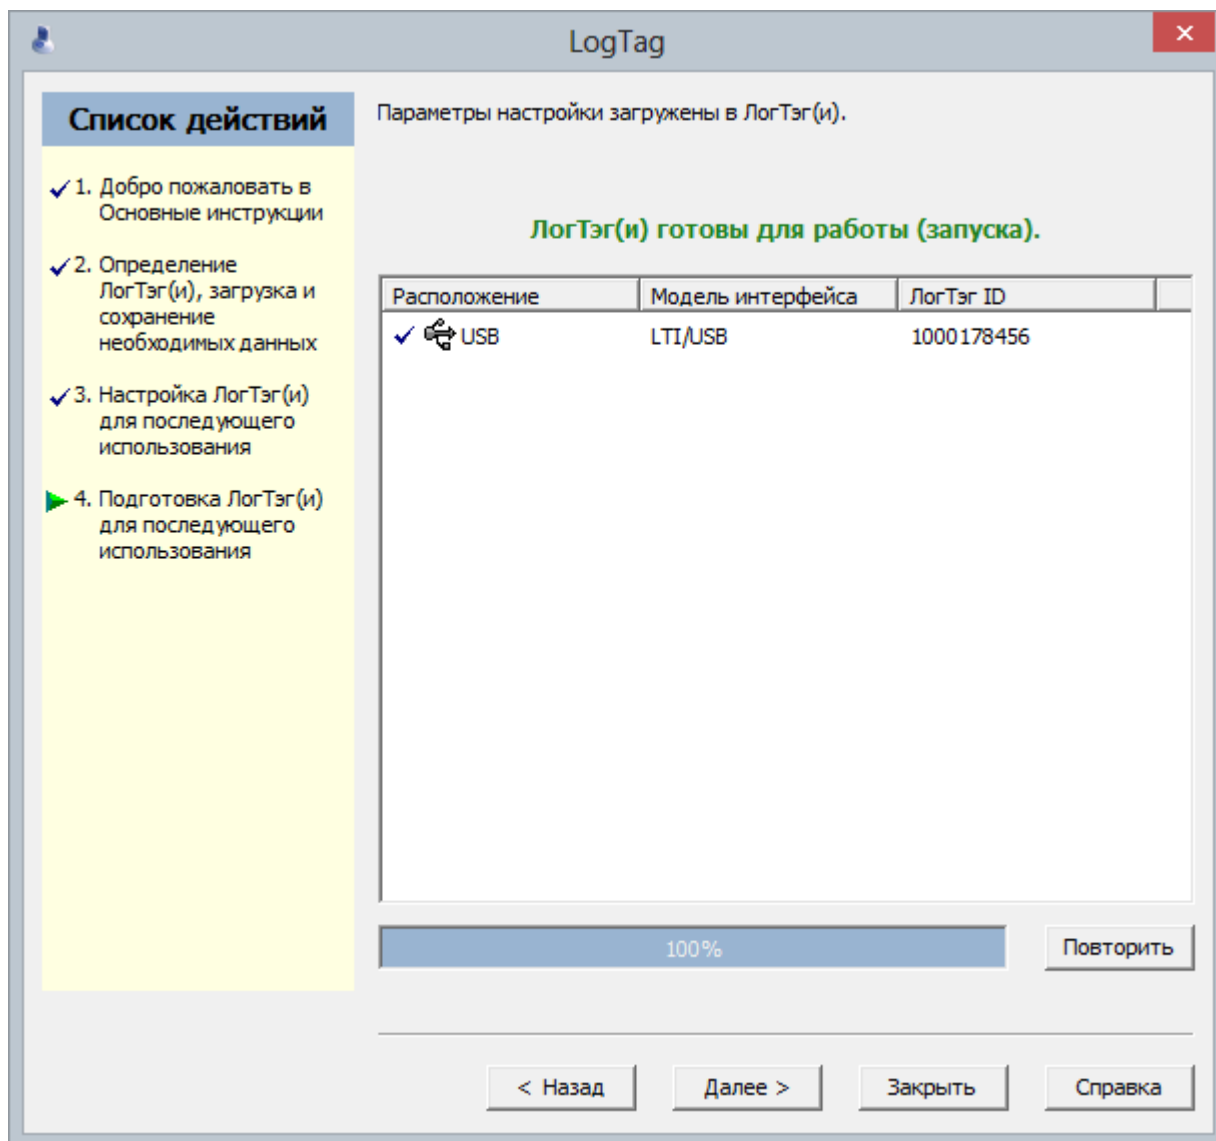 LogTag
Список действий
1. Добро пожаловать в
Основные инструкции
2. Определение
ЛогТэг(и), загрузка и
сохранение
необходимых данных
3. Настройка ЛогТэг(и)
для последующего
использования
4. Подготовка ЛогТэг(и)
для последующего
использования
Параметры настройки загружены в ЛогТэг(и).
ЛогТэг(и) готовы для работы (запуска).
Расположение Модель интерфейса ЛогТэг ID
USB LTI/USB 1000178456
100% Повторить
< Назад Далее > Закрыть Справка